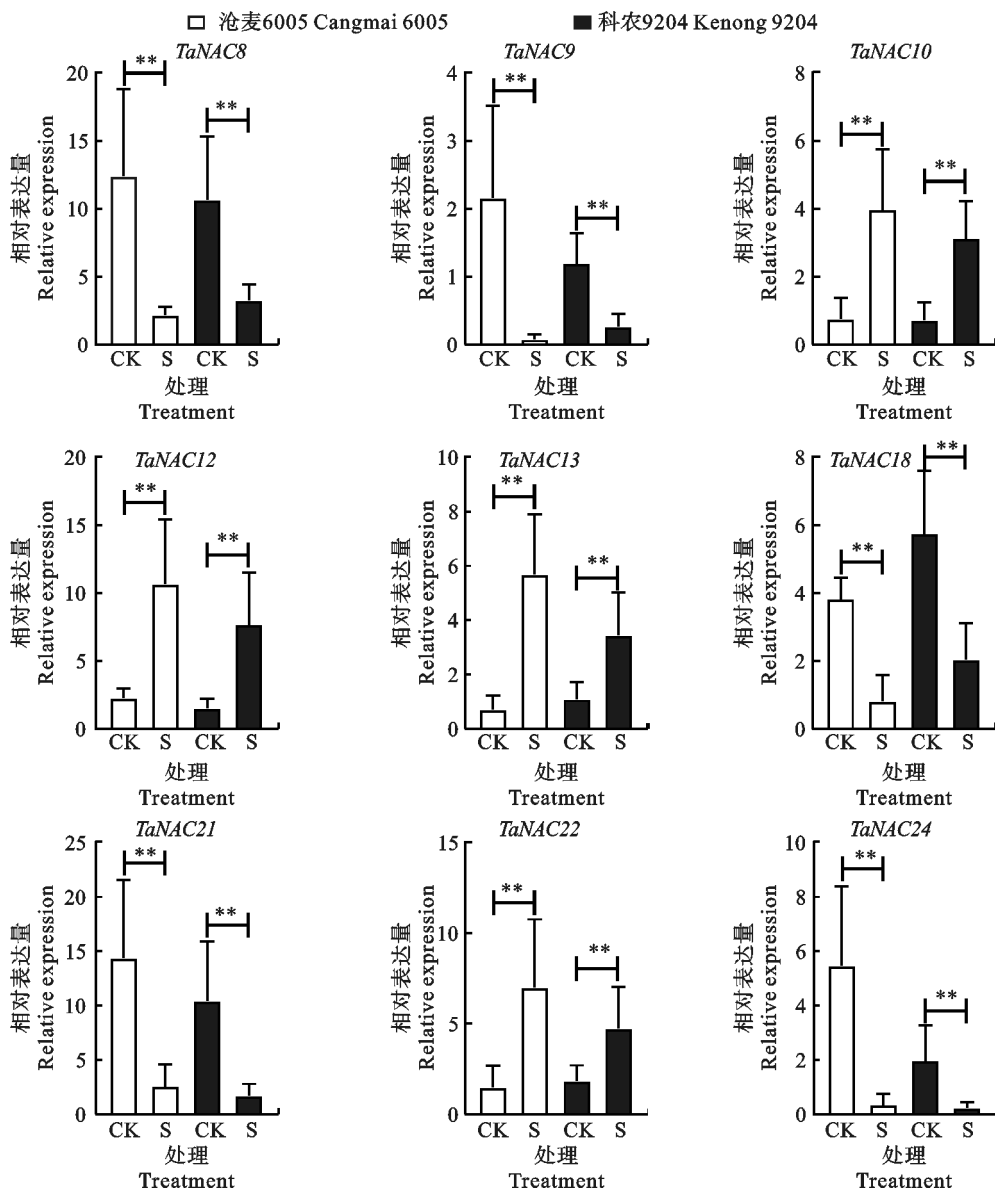 沧麦6005 Cangmai 6005
科农9204 Kenong 9204
TaNAC8
相对表达量
Relative expression
20
15
10
5
0
**
**
CK S CK S
处理
Treatment
TaNAC9
相对表达量
Relative expression
4
3
2
1
0
**
**
CK S CK S
处理
Treatment
TaNAC10
相对表达量
Relative expression
8
6
4
2
0
**
**
CK S CK S
处理
Treatment
TaNAC12
相对表达量
Relative expression
20
15
10
5
0
**
**
CK S CK S
处理
Treatment
TaNAC13
相对表达量
Relative expression
10
8
6
4
2
0
**
**
CK S CK S
处理
Treatment
TaNAC18
相对表达量
Relative expression
8
6
4
2
0
**
**
CK S CK S
处理
Treatment
TaNAC21
相对表达量
Relative expression
25
20
15
10
5
0
**
**
CK S CK S
处理
Treatment
TaNAC22
相对表达量
Relative expression
15
10
5
0
**
**
CK S CK S
处理
Treatment
TaNAC24
相对表达量
Relative expression
10
8
6
4
2
0
**
**
CK S CK S
处理
Treatment